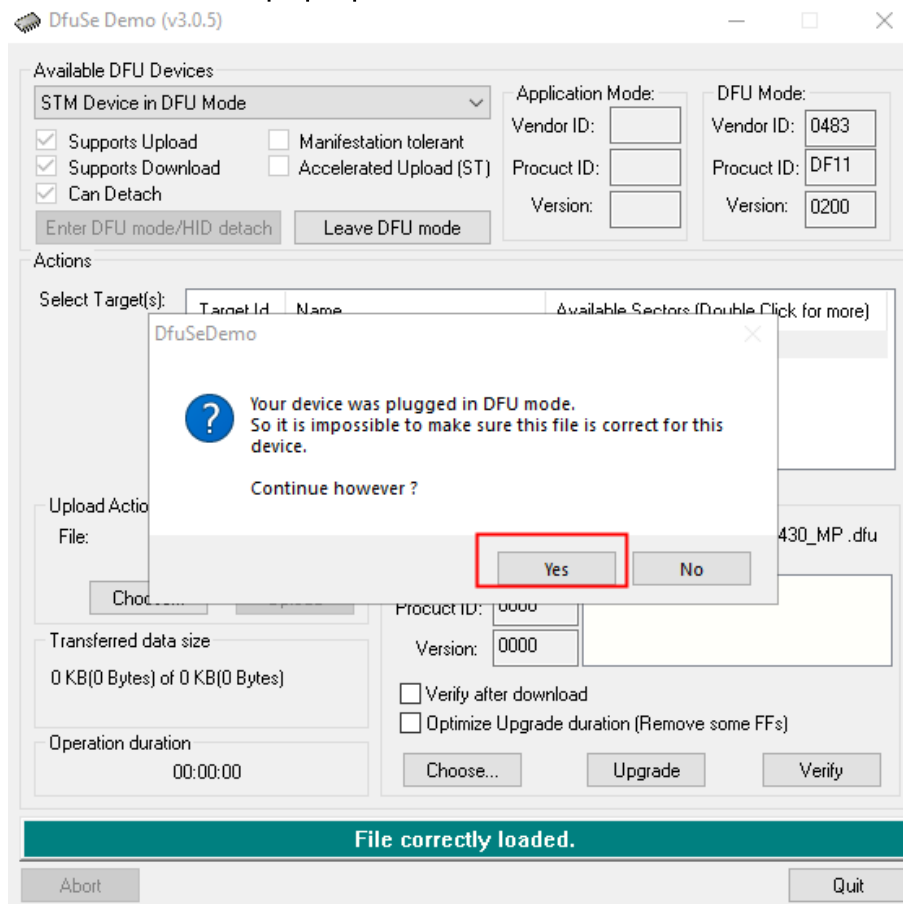 DfuSe Demo (v3.0.5)
Available DFU Devices
STM Device in DFU Mode
Supports Upload
Manifestation tolerant
Supports Download
Accelerated Upload (ST)
Can Detach
Enter DFU mode/HID detach
Leave DFU mode
Application Mode:
Vendor ID:
Procuct ID:
Version:
DFU Mode:
Vendor ID: 0483
Procuct ID: DF11
Version: 0200
Actions
Select Target(s):
Target Id
Name
Available Sectors (Double Click for more)
DfuSeDemo
Your device was plugged in DFU mode.
So it is impossible to make sure this file is correct for this
device.
Continue however ?
Yes
No
Upload Actio
File:
430_MP .dfu
Procuct ID: 0000
Version: 0000
Transferred data size
0 KB(0 Bytes) of 0 KB(0 Bytes)
Verify after download
Optimize Upgrade duration (Remove some FFs)
Operation duration
00:00:00
Choose...
Upgrade
Verify
File correctly loaded.
Abort
Quit